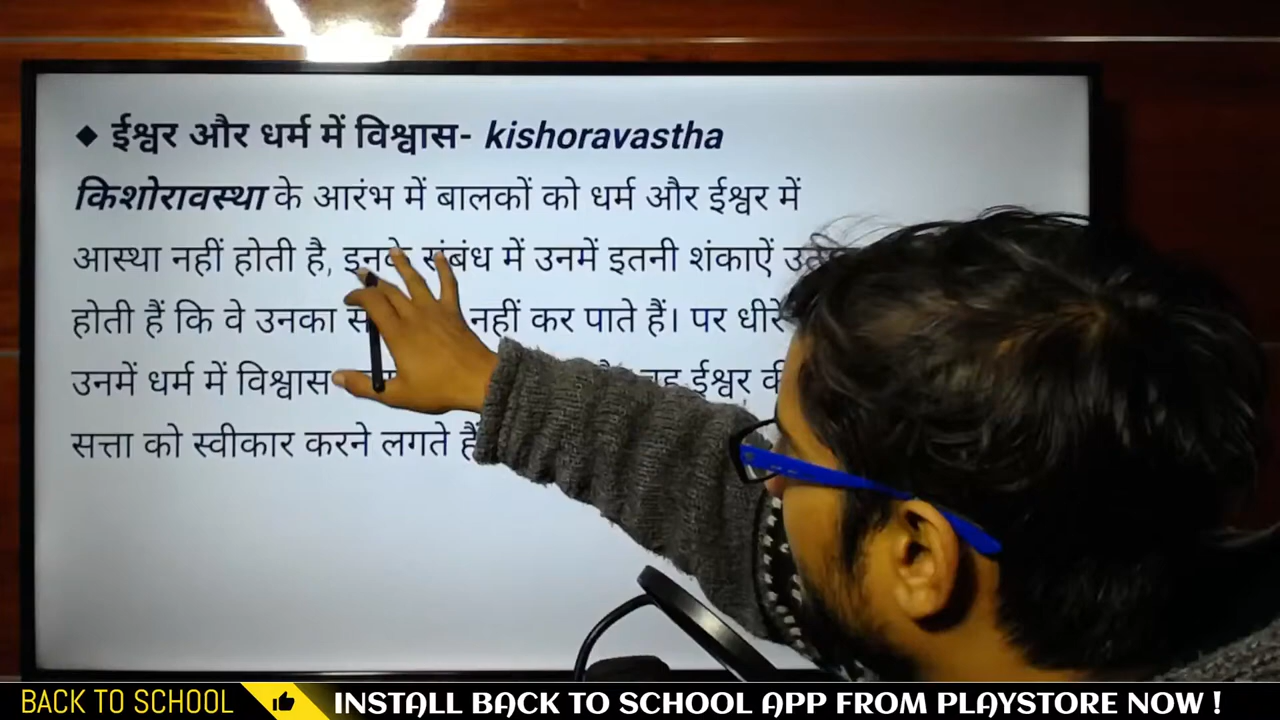 ◆ ईश्वर और धर्म में विश्वास- kishoravastha
किशोरावस्था के आरंभ में बालकों को धर्म और ईश्वर में
आस्था नहीं होती है, इनके संबंध में उनमें इतनी शंकाऐं
होती हैं कि वे उनका नहीं कर पाते हैं। पर धीरे
उनमें धर्म में विश्वास ईश्वर की
सत्ता को स्वीकार करने लगते हैं
BACK TO SCHOOL INSTALL BACK TO SCHOOL APP FROM PLAYSTORE NOW !